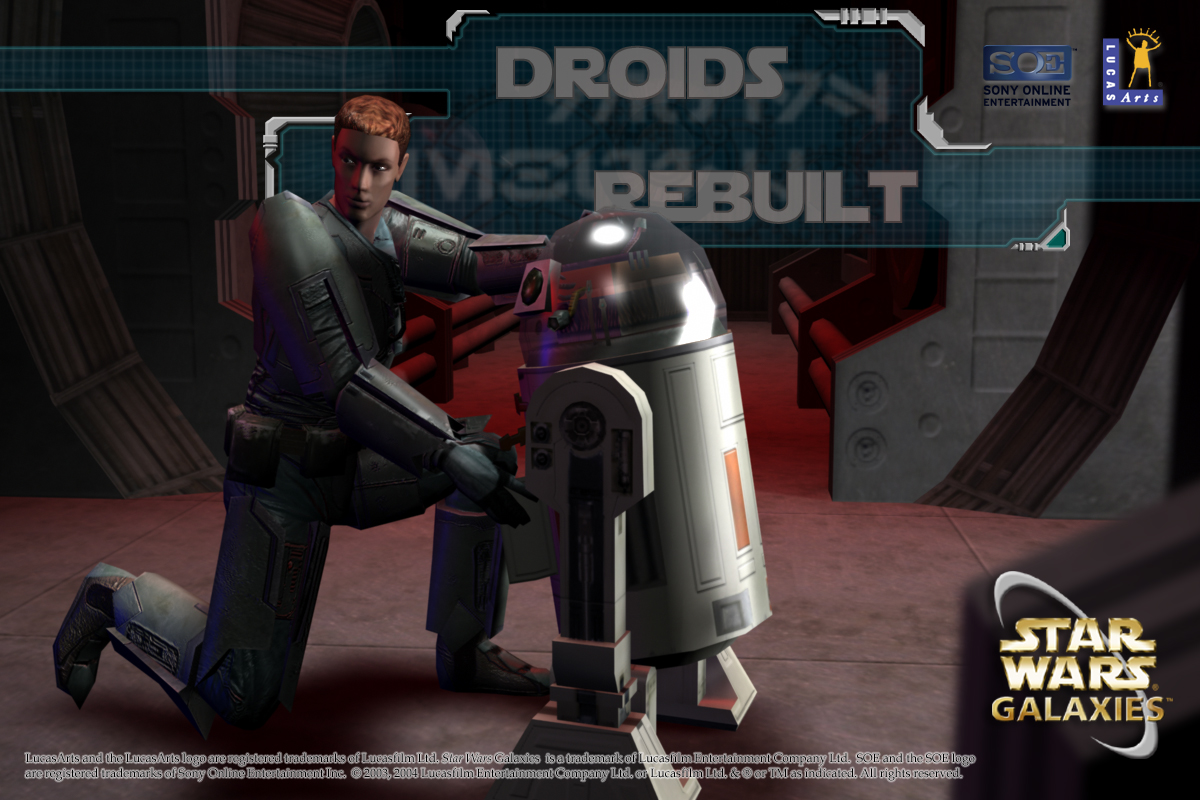 DROIDS
REBUILT
SOE™
SONY ONLINE
ENTERTAINMENT
LUCAS
Arts
STAR
WARS®
GALAXIES™
LucasArts and the LucasArts logo are registered trademarks of Lucasfilm Ltd. Star Wars Galaxies is a trademark of Lucasfilm Entertainment Company Ltd. SOE and the SOE logo
are registered trademarks of Sony Online Entertainment Inc. © 2003, 2004 Lucasfilm Entertainment Company Ltd. or Lucasfilm Ltd. & ® or TM as indicated. All rights reserved.